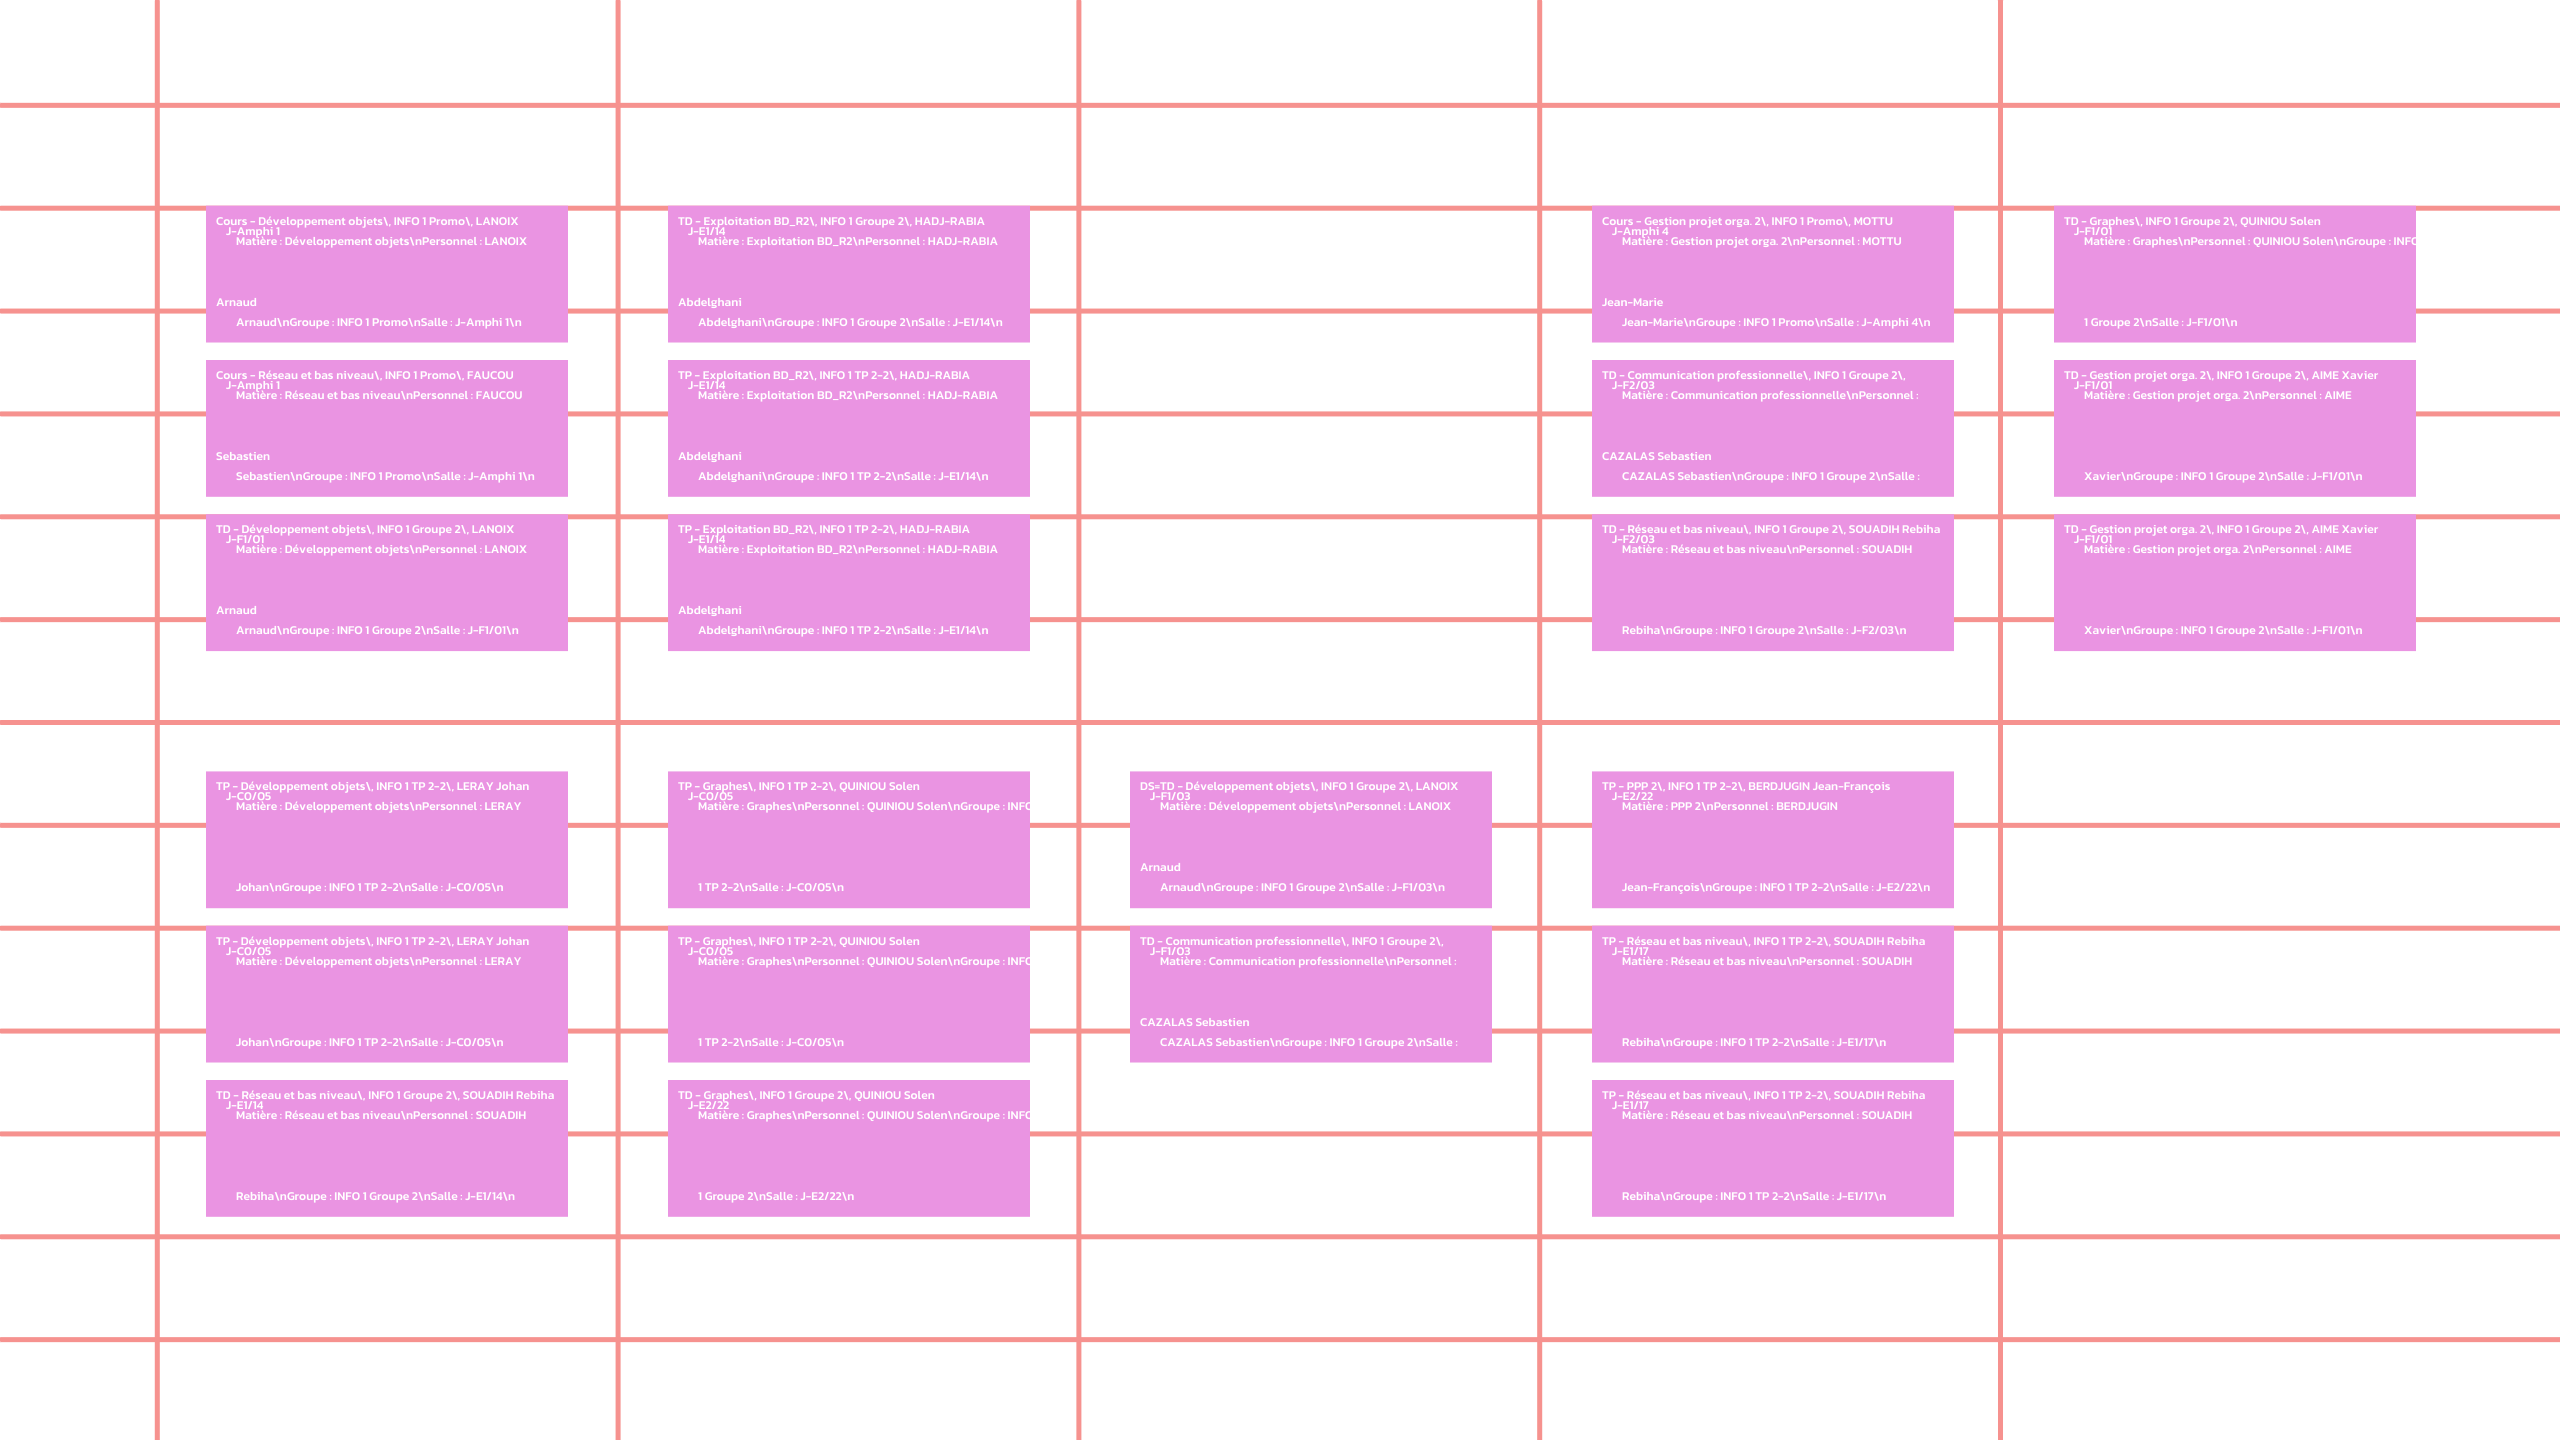 Cours - Développement objets\, INFO 1 Promo\, LANOIX
J-Amphi 1
Matière : Développement objets\nPersonnel : LANOIX
Arnaud
Arnaud\nGroupe : INFO 1 Promo\nSalle : J-Amphi 1\n
Cours - Réseau et bas niveau\, INFO 1 Promo\, FAUCOU
J-Amphi 1
Matière : Réseau et bas niveau\nPersonnel : FAUCOU
Sebastien
Sebastien\nGroupe : INFO 1 Promo\nSalle : J-Amphi 1\n
TD - Développement objets\, INFO 1 Groupe 2\, LANOIX
J-F1/01
Matière : Développement objets\nPersonnel : LANOIX
Arnaud
Arnaud\nGroupe : INFO 1 Groupe 2\nSalle : J-F1/01\n
TP - Développement objets\, INFO 1 TP 2-2\, LERAY Johan
J-C0/05
Matière : Développement objets\nPersonnel : LERAY
Johan\nGroupe : INFO 1 TP 2-2\nSalle : J-C0/05\n
TP - Développement objets\, INFO 1 TP 2-2\, LERAY Johan
J-C0/05
Matière : Développement objets\nPersonnel : LERAY
Johan\nGroupe : INFO 1 TP 2-2\nSalle : J-C0/05\n
TD - Réseau et bas niveau\, INFO 1 Groupe 2\, SOUADIH Rebiha
J-E1/14
Matière : Réseau et bas niveau\nPersonnel : SOUADIH
Rebiha\nGroupe : INFO 1 Groupe 2\nSalle : J-E1/14\n
TD - Exploitation BD_R2\, INFO 1 Groupe 2\, HADJ-RABIA
J-E1/14
Matière : Exploitation BD_R2\nPersonnel : HADJ-RABIA
Abdelghani
Abdelghani\nGroupe : INFO 1 Groupe 2\nSalle : J-E1/14\n
TP - Exploitation BD_R2\, INFO 1 TP 2-2\, HADJ-RABIA
J-E1/14
Matière : Exploitation BD_R2\nPersonnel : HADJ-RABIA
Abdelghani
Abdelghani\nGroupe : INFO 1 TP 2-2\nSalle : J-E1/14\n
TP - Exploitation BD_R2\, INFO 1 TP 2-2\, HADJ-RABIA
J-E1/14
Matière : Exploitation BD_R2\nPersonnel : HADJ-RABIA
Abdelghani
Abdelghani\nGroupe : INFO 1 TP 2-2\nSalle : J-E1/14\n
TP - Graphes\, INFO 1 TP 2-2\, QUINIOU Solen
J-C0/05
Matière : Graphes\nPersonnel : QUINIOU Solen\nGroupe : INFO
1 TP 2-2\nSalle : J-C0/05\n
TP - Graphes\, INFO 1 TP 2-2\, QUINIOU Solen
J-C0/05
Matière : Graphes\nPersonnel : QUINIOU Solen\nGroupe : INFO
1 TP 2-2\nSalle : J-C0/05\n
TD - Graphes\, INFO 1 Groupe 2\, QUINIOU Solen
J-E2/22
Matière : Graphes\nPersonnel : QUINIOU Solen\nGroupe : INFO
1 Groupe 2\nSalle : J-E2/22\n
DS=TD - Développement objets\, INFO 1 Groupe 2\, LANOIX
J-F1/03
Matière : Développement objets\nPersonnel : LANOIX
Arnaud
Arnaud\nGroupe : INFO 1 Groupe 2\nSalle : J-F1/03\n
TD - Communication professionnelle\, INFO 1 Groupe 2\,
J-F1/03
Matière : Communication professionnelle\nPersonnel :
CAZALAS Sebastien
CAZALAS Sebastien\nGroupe : INFO 1 Groupe 2\nSalle :
Cours - Gestion projet orga. 2\, INFO 1 Promo\, MOTTU
J-Amphi 4
Matière : Gestion projet orga. 2\nPersonnel : MOTTU
Jean-Marie
Jean-Marie\nGroupe : INFO 1 Promo\nSalle : J-Amphi 4\n
TD - Communication professionnelle\, INFO 1 Groupe 2\,
J-F2/03
Matière : Communication professionnelle\nPersonnel :
CAZALAS Sebastien
CAZALAS Sebastien\nGroupe : INFO 1 Groupe 2\nSalle :
TD - Réseau et bas niveau\, INFO 1 Groupe 2\, SOUADIH Rebiha
J-F2/03
Matière : Réseau et bas niveau\nPersonnel : SOUADIH
Rebiha\nGroupe : INFO 1 Groupe 2\nSalle : J-F2/03\n
TP - PPP 2\, INFO 1 TP 2-2\, BERDJUGIN Jean-François
J-E2/22
Matière : PPP 2\nPersonnel : BERDJUGIN
Jean-François\nGroupe : INFO 1 TP 2-2\nSalle : J-E2/22\n
TP - Réseau et bas niveau\, INFO 1 TP 2-2\, SOUADIH Rebiha
J-E1/17
Matière : Réseau et bas niveau\nPersonnel : SOUADIH
Rebiha\nGroupe : INFO 1 TP 2-2\nSalle : J-E1/17\n
TP - Réseau et bas niveau\, INFO 1 TP 2-2\, SOUADIH Rebiha
J-E1/17
Matière : Réseau et bas niveau\nPersonnel : SOUADIH
Rebiha\nGroupe : INFO 1 TP 2-2\nSalle : J-E1/17\n
TD - Graphes\, INFO 1 Groupe 2\, QUINIOU Solen
J-F1/01
Matière : Graphes\nPersonnel : QUINIOU Solen\nGroupe : INFO
1 Groupe 2\nSalle : J-F1/01\n
TD - Gestion projet orga. 2\, INFO 1 Groupe 2\, AIME Xavier
J-F1/01
Matière : Gestion projet orga. 2\nPersonnel : AIME
Xavier\nGroupe : INFO 1 Groupe 2\nSalle : J-F1/01\n
TD - Gestion projet orga. 2\, INFO 1 Groupe 2\, AIME Xavier
J-F1/01
Matière : Gestion projet orga. 2\nPersonnel : AIME
Xavier\nGroupe : INFO 1 Groupe 2\nSalle : J-F1/01\n